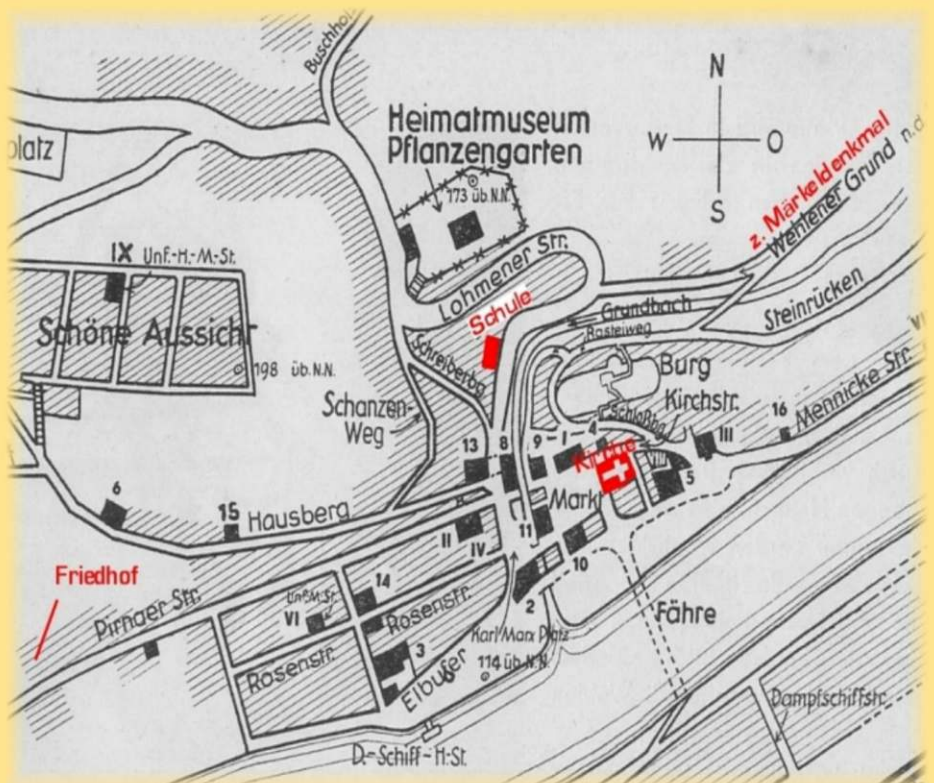 Buschholz
Heimatmuseum
Pflanzengarten
173 üb.N.N.
N
W
O
S
platz
z. Märkeldenkmal
Wehlener Grund n.d
IX
Unf.-H.-M.-St.
Lohmener Str.
Schule
Grundbach
Basteiweg
Steinrücken
Schöne Aussicht
198 üb.N.N.
Schreiberbg
Burg
Kirchstr.
Schloßbg
Mennicke Str.
VI
Schanzen-
Weg
13
8
9
I
4
Kirche
VIII
III
16
5
6
15
Hausberg
II
IV
Markt
11
10
2
Friedhof
Pirnaer Str.
14
Unf.M.St.
VI
Rosenstr.
Rosenstr.
3
Elbufer
Karl Marx Platz
114 üb.N.N.
Fähre
Dampfschiffstr.
D.-Schiff-H.St.